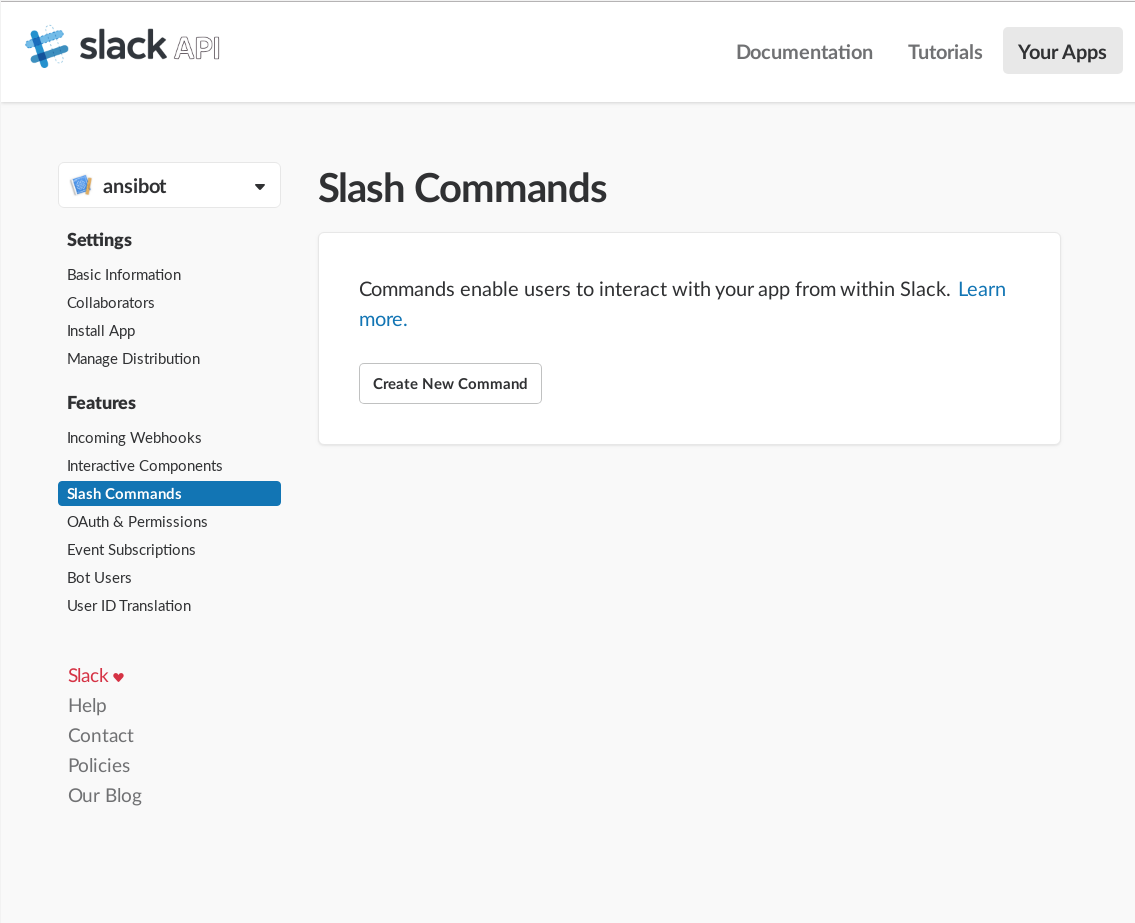 slack API
Documentation
Tutorials
Your Apps
ansibot
Settings
Basic Information
Collaborators
Install App
Manage Distribution
Features
Incoming Webhooks
Interactive Components
Slash Commands
OAuth & Permissions
Event Subscriptions
Bot Users
User ID Translation
Slack ♥
Help
Contact
Policies
Our Blog
Slash Commands
Commands enable users to interact with your app from within Slack. Learn
more.
Create New Command